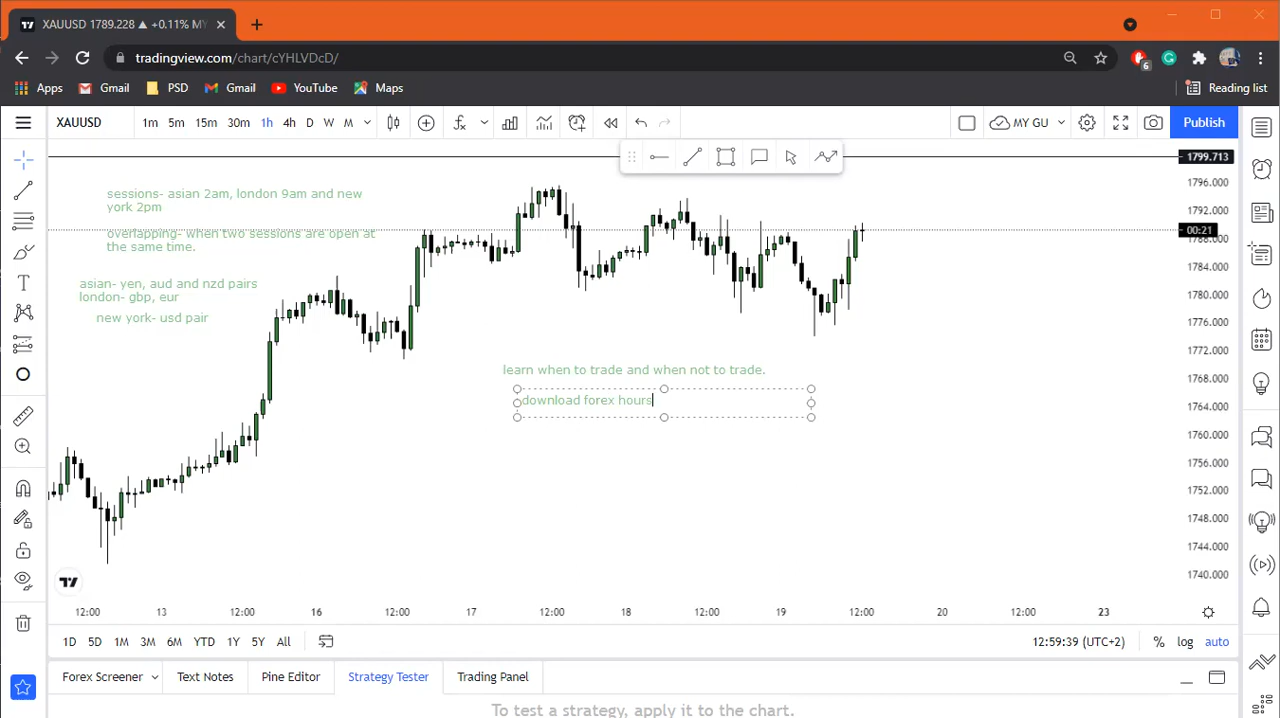 XAUUSD 1789.228 ▲ +0.11% MY
tradingview.com/chart/cYHLVDcD/
6
Apps Gmail PSD Gmail YouTube Maps Reading list
XAUUSD 1m 5m 15m 30m 1h 4h D W M MY GU Publish
1799.713
1796.000
sessions- asian 2am, london 9am and new
york 2pm
1792.000
overlapping- when two sessions are open at
the same time.
00:21
1788.000
1784.000
asian- yen, aud and nzd pairs
london- gbp, eur
1780.000
new york- usd pair
1776.000
1772.000
learn when to trade and when not to trade.
1768.000
download forex hours
1764.000
1760.000
1756.000
1752.000
1748.000
1744.000
1740.000
12:00 13 12:00 16 12:00 17 12:00 18 12:00 19 12:00 20 12:00 23
1D 5D 1M 3M 6M YTD 1Y 5Y All 12:59:39 (UTC+2) % log auto
Forex Screener Text Notes Pine Editor Strategy Tester Trading Panel
To test a strategy, apply it to the chart.